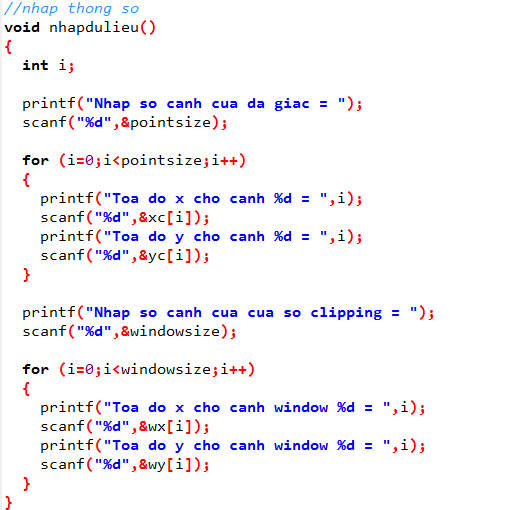 //nhap thong so
void nhapdulieu()
{
  int i;

  printf("Nhap so canh cua da giac = ");
  scanf("%d",&pointsize);

  for (i=0;i<pointsize;i++)
  {
    printf("Toa do x cho canh %d = ",i);
    scanf("%d",&xc[i]);
    printf("Toa do y cho canh %d = ",i);
    scanf("%d",&yc[i]);
  }

  printf("Nhap so canh cua cua so clipping = ");
  scanf("%d",&windowsize);

  for (i=0;i<windowsize;i++)
  {
    printf("Toa do x cho canh window %d = ",i);
    scanf("%d",&wx[i]);
    printf("Toa do y cho canh window %d = ",i);
    scanf("%d",&wy[i]);
  }
}